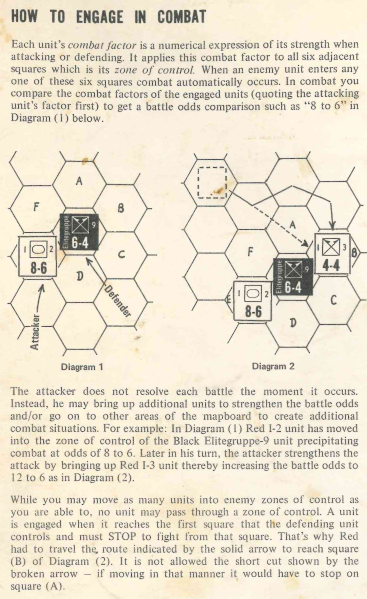 HOW TO ENGAGE IN COMBAT
Each unit's combat factor is a numerical expression of its strength when
attacking or defending. It applies this combat factor to all six adjacent
squares which is its zone of control. When an enemy unit enters any
one of these six squares combat automatically occurs. In combat you
compare the combat factors of the engaged units (quoting the attacking
unit's factor first) to get a battle odds comparison such as "8 to 6" in
Diagram (1) below.
A
F
B
Elitegruppe
9
6-4
1
2
8-6
C
D
Attacker
Defender
Diagram 1
A
F
1
3
4-4
B
9
6-4
Elitegruppe
E
1
2
8-6
C
D
Diagram 2
The attacker does not resolve each battle the moment it occurs.
Instead, he may bring up additional units to strengthen the battle odds
and/or go on to other areas of the mapboard to create additional
combat situations. For example: In Diagram (1) Red I-2 unit has moved
into the zone of control of the Black Elitegruppe-9 unit precipitating
combat at odds of 8 to 6. Later in his turn, the attacker strengthens the
attack by bringing up Red I-3 unit thereby increasing the battle odds to
12 to 6 as in Diagram (2).
While you may move as many units into enemy zones of control as
you are able to, no unit may pass through a zone of control. A unit
is engaged when it reaches the first square that the defending unit
controls and must STOP to fight from that square. That's why Red
had to travel the route indicated by the solid arrow to reach square
(B) of Diagram (2). It is not allowed the short cut shown by the
broken arrow — if moving in that manner it would have to stop on
square (A).